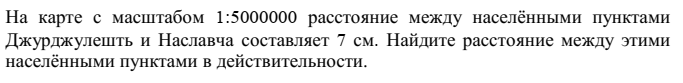 На карте с масштабом 1:5000000 расстояние между населёнными пунктами
Джурджулешть и Наславча составляет 7 см. Найдите расстояние между этими
населёнными пунктами в действительности.